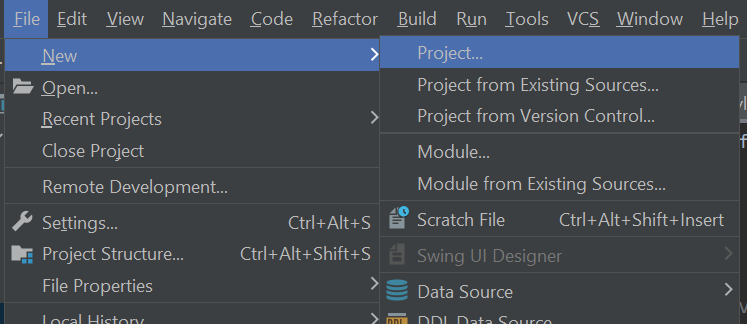 File Edit View Navigate Code Refactor Build Run Tools VCS Window Help
New
Open...
Recent Projects
Close Project
Remote Development...
Settings... Ctrl+Alt+S
Project Structure... Ctrl+Alt+Shift+S
File Properties
Local History
Project...
Project from Existing Sources...
Project from Version Control...
Module...
Module from Existing Sources...
Scratch File Ctrl+Alt+Shift+Insert
Swing UI Designer
Data Source
DDL Data Source